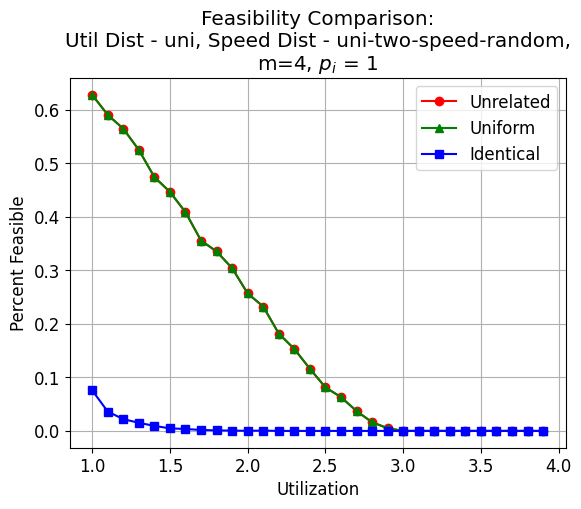 Feasibility Comparison:
Util Dist - uni, Speed Dist - uni-two-speed-random,
m=4, $p_i$ = 1
Unrelated
Uniform
Identical
Percent Feasible
0.6
0.5
0.4
0.3
0.2
0.1
0.0
1.0 1.5 2.0 2.5 3.0 3.5 4.0
Utilization